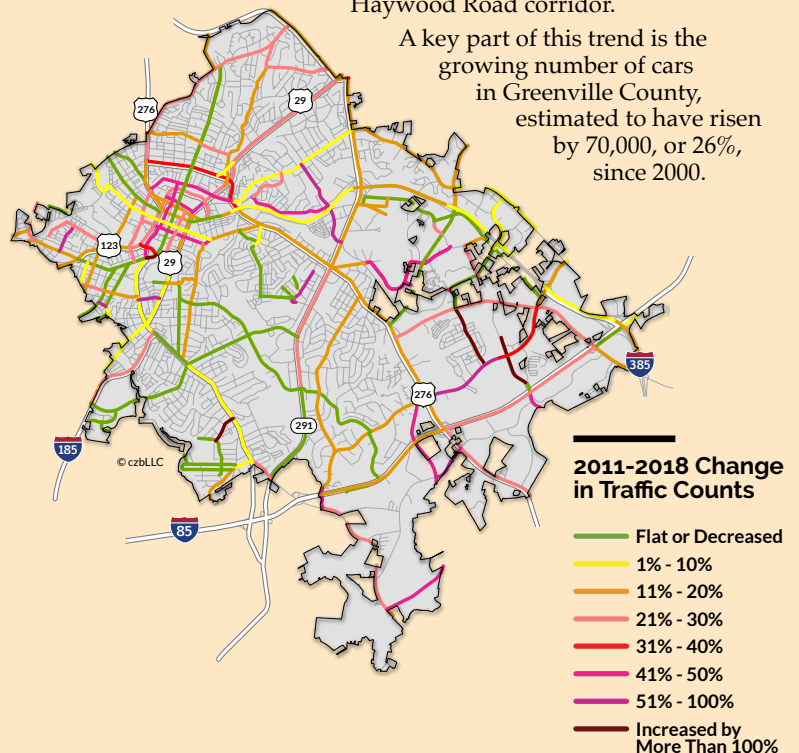 Haywood Road corridor.
A key part of this trend is the
growing number of cars
in Greenville County,
estimated to have risen
by 70,000, or 26%,
since 2000.
276
29
123
29
385
276
291
185
© czbLLC
85
2011-2018 Change
in Traffic Counts
Flat or Decreased
1% - 10%
11% - 20%
21% - 30%
31% - 40%
41% - 50%
51% - 100%
Increased by
More Than 100%